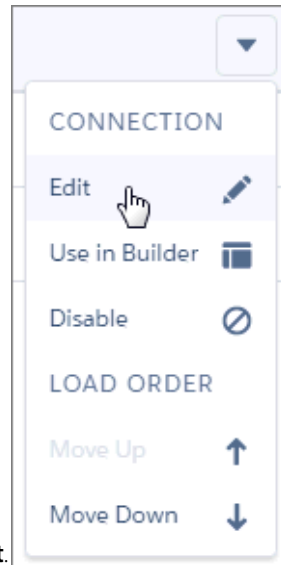 CONNECTION
Edit
Use in Builder
Disable
LOAD ORDER
Move Up
Move Down
t.